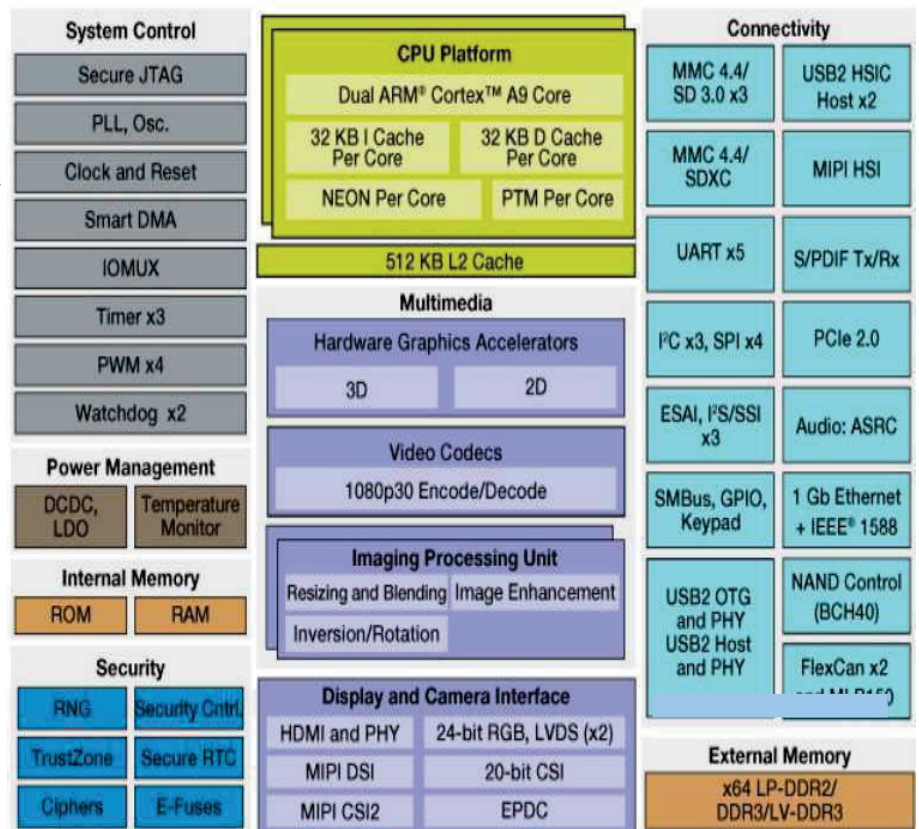 System Control
Secure JTAG
PLL, Osc.
Clock and Reset
Smart DMA
IOMUX
Timer x3
PWM x4
Watchdog x2
Power Management
DCDC,
LDO
Temperature
Monitor
Internal Memory
ROM
RAM
Security
RNG
Security Cntrl.
TrustZone
Secure RTC
Ciphers
E-Fuses
CPU Platform
Dual ARM® Cortex™ A9 Core
32 KB I Cache
Per Core
32 KB D Cache
Per Core
NEON Per Core
PTM Per Core
512 KB L2 Cache
Multimedia
Hardware Graphics Accelerators
3D
2D
Video Codecs
1080p30 Encode/Decode
Imaging Processing Unit
Resizing and Blending
Image Enhancement
Inversion/Rotation
Display and Camera Interface
HDMI and PHY
24-bit RGB, LVDS (x2)
MIPI DSI
20-bit CSI
MIPI CSI2
EPDC
Connectivity
MMC 4.4/
SD 3.0 x3
USB2 HSIC
Host x2
MMC 4.4/
SDXC
MIPI HSI
UART x5
S/PDIF Tx/Rx
I²C x3, SPI x4
PCIe 2.0
ESAI, I²S/SSI
x3
Audio: ASRC
SMBus, GPIO,
Keypad
1 Gb Ethernet
+ IEEE® 1588
USB2 OTG
and PHY
USB2 Host
and PHY
NAND Control
(BCH40)
FlexCan x2
External Memory
x64 LP-DDR2/
DDR3/LV-DDR3